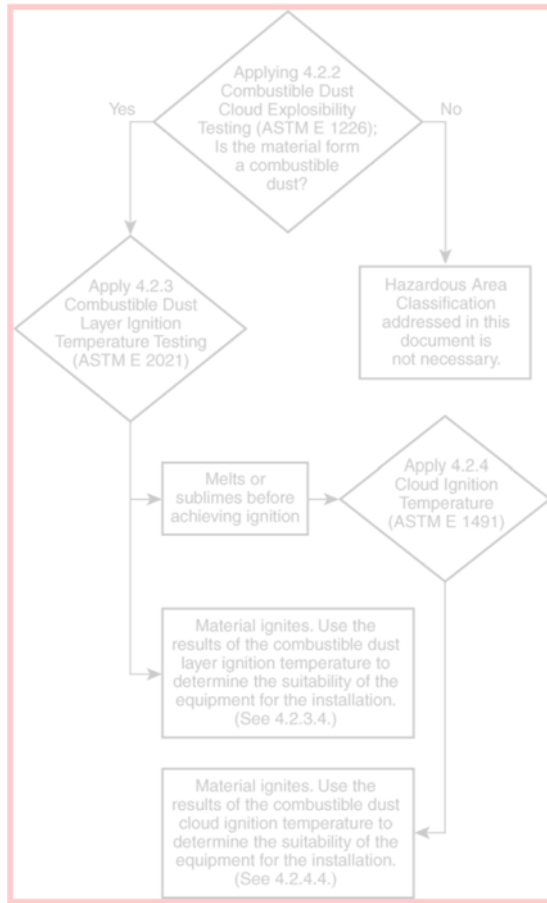 Applying 4.2.2
Combustible Dust
Cloud Explosibility
Testing (ASTM E 1226);
Is the material form
a combustible
dust?
Yes
No
Apply 4.2.3
Combustible Dust
Layer Ignition
Temperature Testing
(ASTM E 2021)
Hazardous Area
Classification
addressed in this
document is
not necessary.
Melts or
sublimes before
achieving ignition
Apply 4.2.4
Cloud Ignition
Temperature
(ASTM E 1491)
Material ignites. Use the
results of the combustible dust
layer ignition temperature to
determine the suitability of the
equipment for the installation.
(See 4.2.3.4.)
Material ignites. Use the
results of the combustible dust
cloud ignition temperature to
determine the suitability of the
equipment for the installation.
(See 4.2.4.4.)